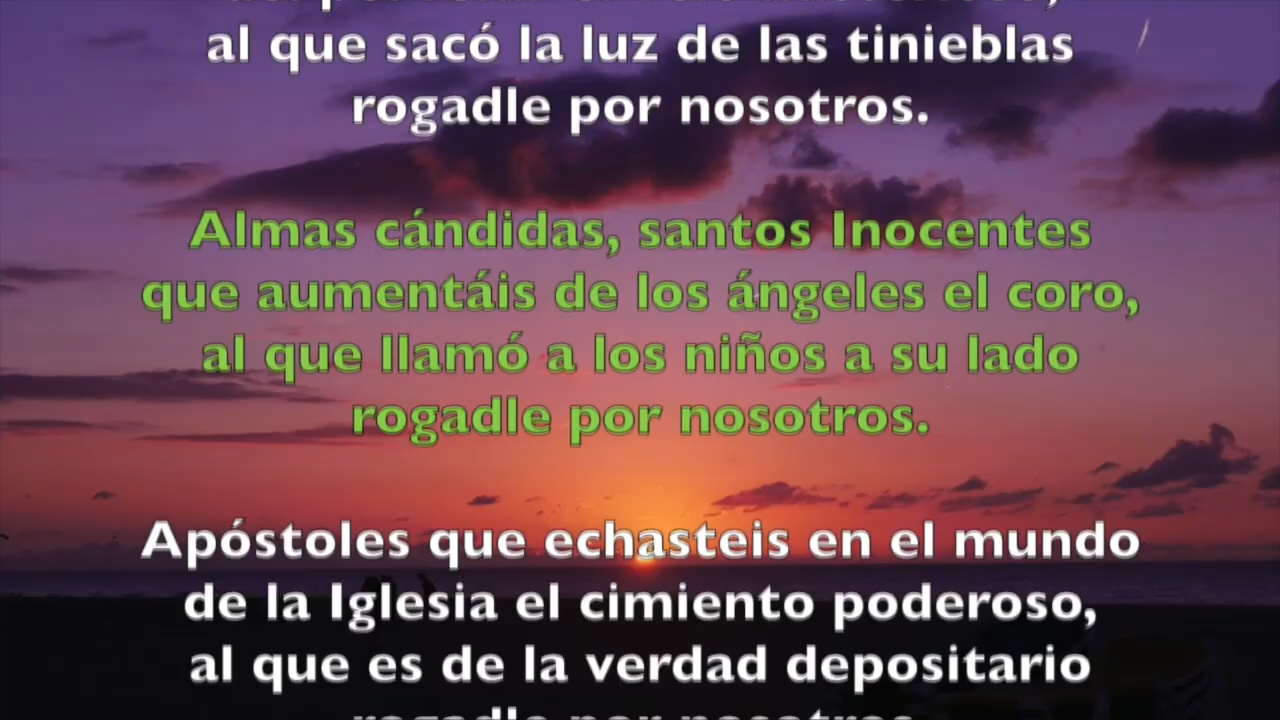 al que sacó la luz de las tinieblas
rogadle por nosotros.
Almas cándidas, santos Inocentes
que aumentáis de los ángeles el coro,
al que llamó a los niños a su lado
rogadle por nosotros.
Apóstoles que echasteis en el mundo
de la Iglesia el cimiento poderoso,
al que es de la verdad depositario
rogadle por nosotros.